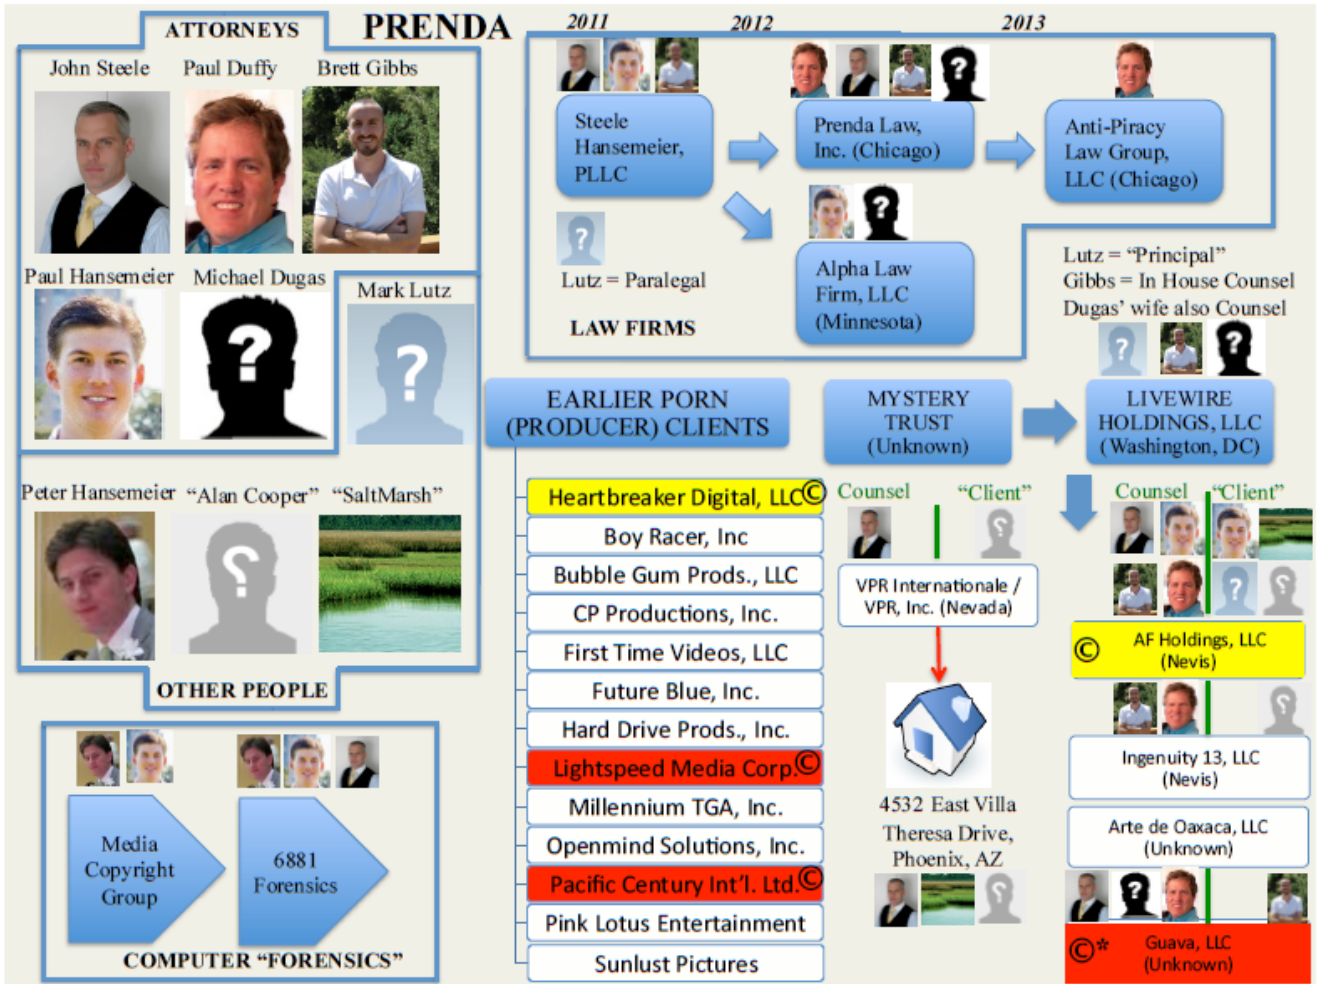 PRENDA
ATTORNEYS
John Steele
Paul Duffy
Brett Gibbs
Paul Hansemeier
Michael Dugas
Mark Lutz
?
?
Peter Hansemeier
“Alan Cooper”
“SaltMarsh”
?
OTHER PEOPLE
Media
Copyright
Group
6881
Forensics
COMPUTER “FORENSICS”
2011
2012
2013
Steele
Hansemeier,
PLLC
?
Prenda Law,
Inc. (Chicago)
Anti-Piracy
Law Group,
LLC (Chicago)
?
Lutz = Paralegal
?
Alpha Law
Firm, LLC
(Minnesota)
LAW FIRMS
Lutz = “Principal”
Gibbs = In House Counsel
Dugas’ wife also Counsel
?
?
EARLIER PORN
(PRODUCER) CLIENTS
Heartbreaker Digital, LLC©
Boy Racer, Inc
Bubble Gum Prods., LLC
CP Productions, Inc.
First Time Videos, LLC
Future Blue, Inc.
Hard Drive Prods., Inc.
Lightspeed Media Corp.©
Millennium TGA, Inc.
Openmind Solutions, Inc.
Pacific Century Int’l. Ltd.©
Pink Lotus Entertainment
Sunlust Pictures
MYSTERY
TRUST
(Unknown)
LIVEWIRE
HOLDINGS, LLC
(Washington, DC)
Counsel
“Client”
?
VPR Internationale /
VPR, Inc. (Nevada)
4532 East Villa
Theresa Drive,
Phoenix, AZ
?
Counsel
“Client”
?
?
© AF Holdings, LLC
(Nevis)
?
Ingenuity 13, LLC
(Nevis)
Arte de Oaxaca, LLC
(Unknown)
?
©* Guava, LLC
(Unknown)